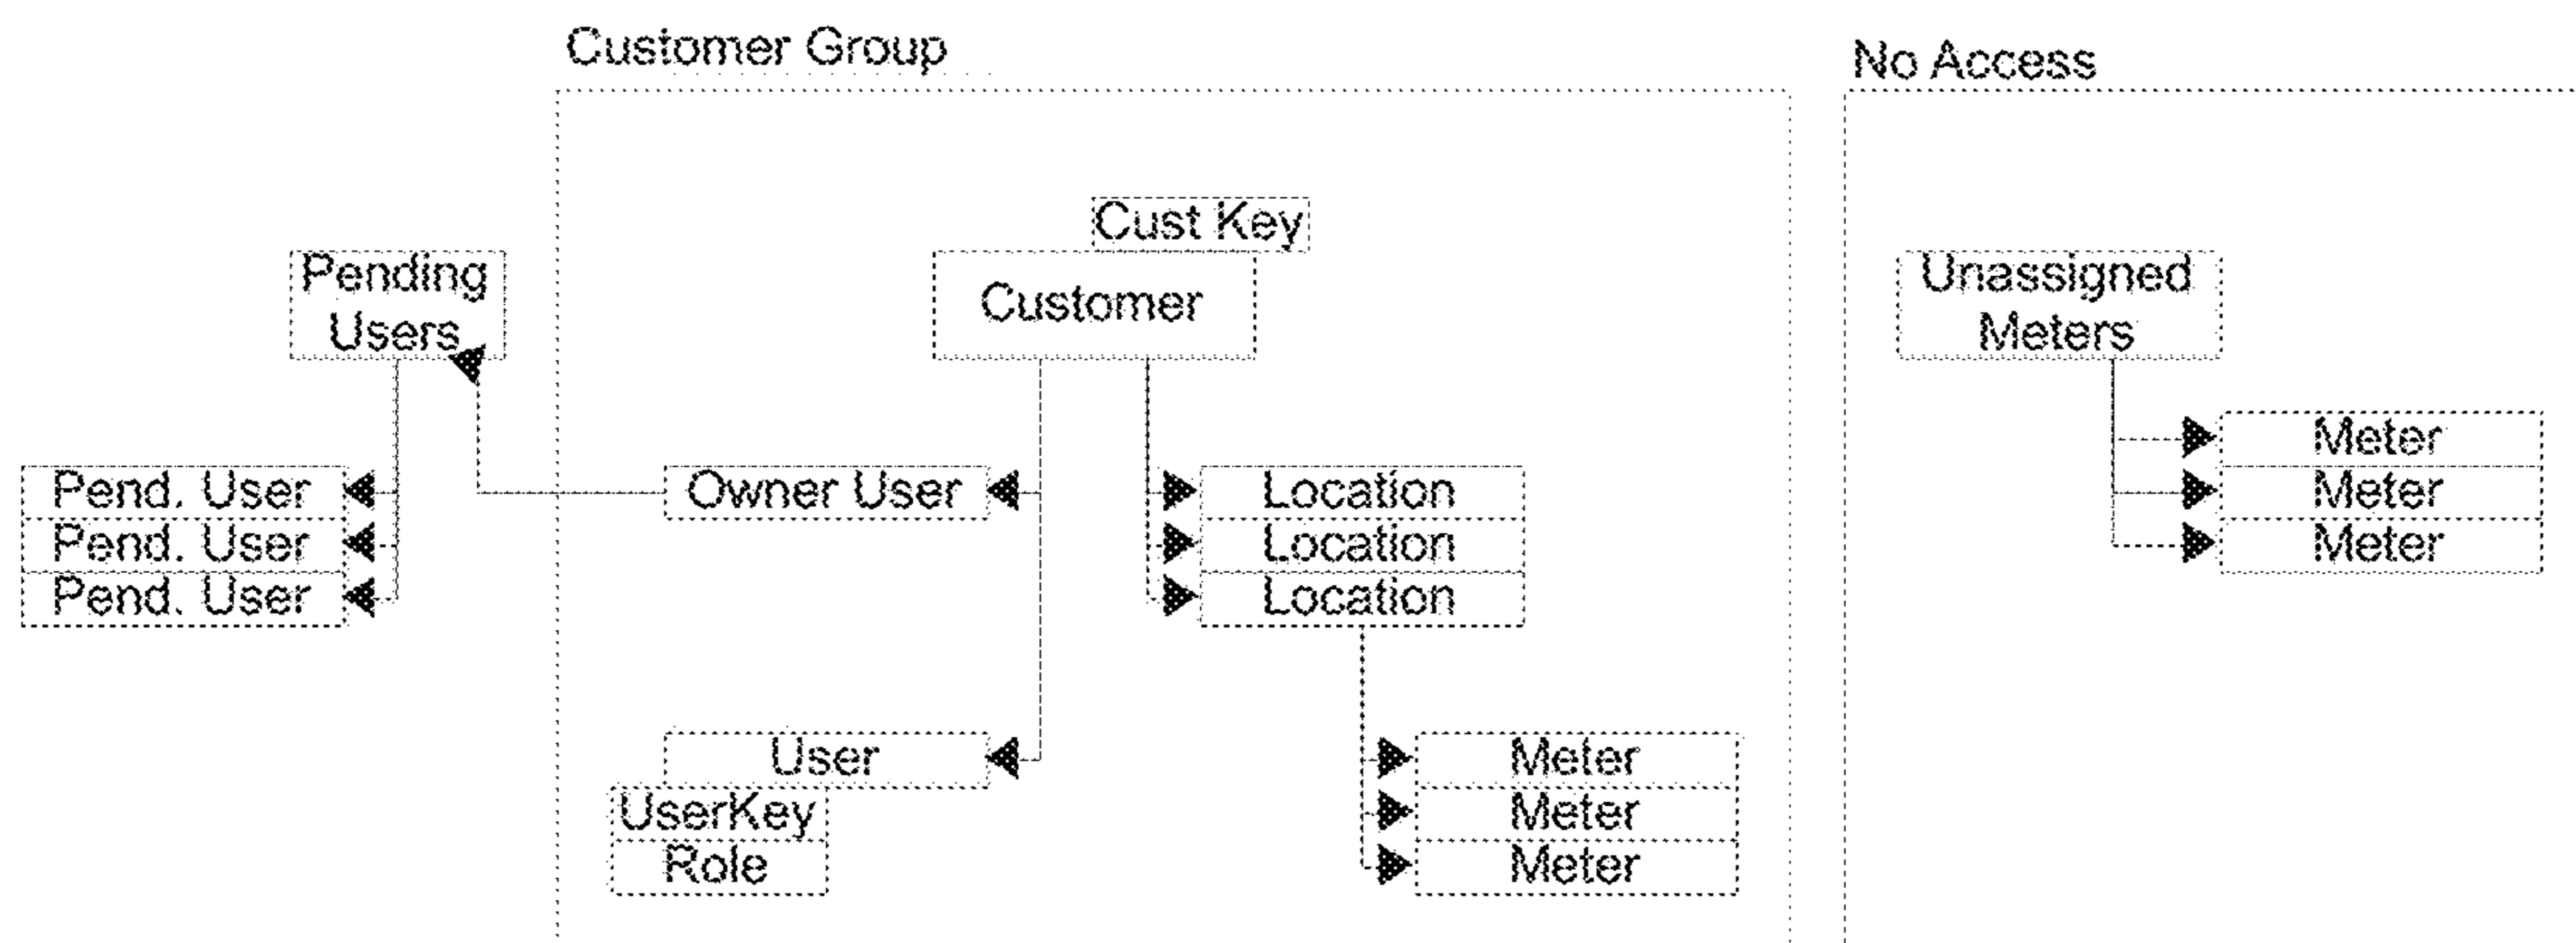 Customer Group
No Access
Cust Key
Pending
Users
Customer
Unassigned
Meters
Pend. User
Pend. User
Pend. User
Owner User
Location
Location
Location
Meter
Meter
Meter
User
UserKey
Role
Meter
Meter
Meter